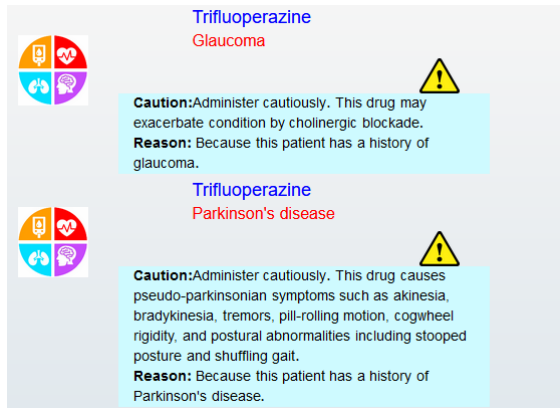 Trifluoperazine
Glaucoma
Caution:Administer cautiously. This drug may
exacerbate condition by cholinergic blockade.
Reason: Because this patient has a history of
glaucoma.
Trifluoperazine
Parkinson's disease
Caution:Administer cautiously. This drug causes
pseudo-parkinsonian symptoms such as akinesia,
bradykinesia, tremors, pill-rolling motion, cogwheel
rigidity, and postural abnormalities including stooped
posture and shuffling gait.
Reason: Because this patient has a history of
Parkinson's disease.